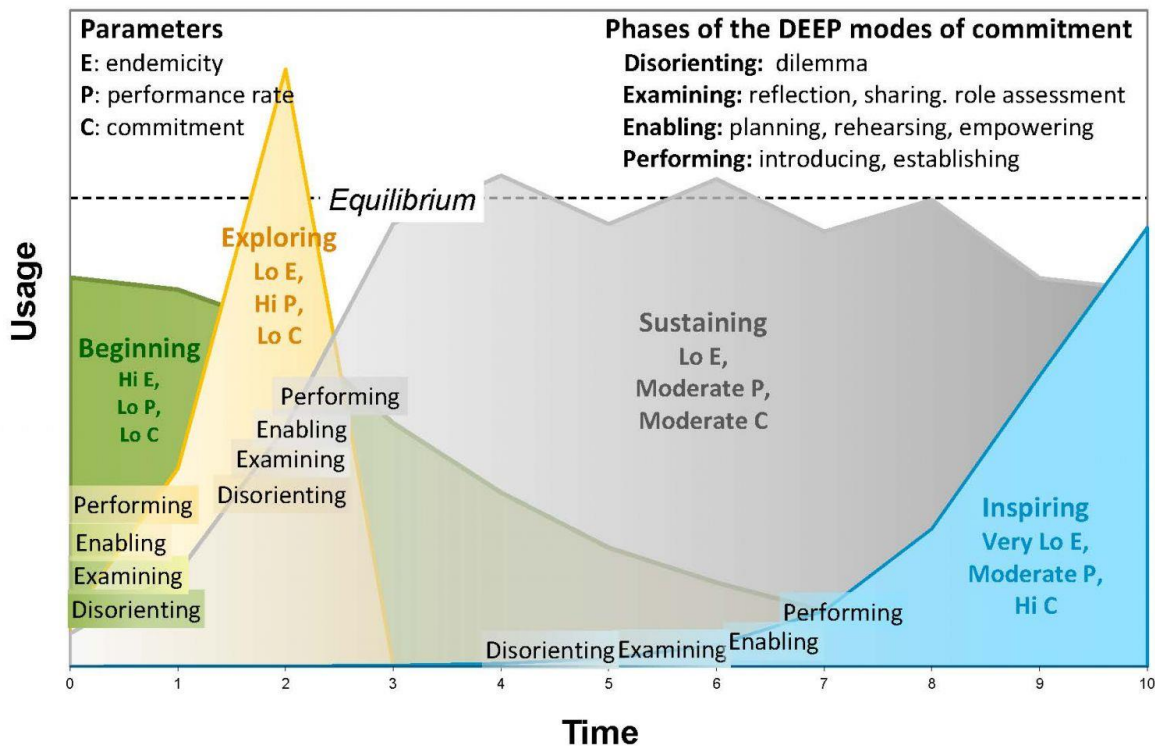 Parameters
E: endemicity
P: performance rate
C: commitment
Phases of the DEEP modes of commitment
Disorienting: dilemma
Examining: reflection, sharing. role assessment
Enabling: planning, rehearsing, empowering
Performing: introducing, establishing
Equilibrium
Usage
Beginning
Hi E,
Lo P,
Lo C
Exploring
Lo E,
Hi P,
Lo C
Sustaining
Lo E,
Moderate P,
Moderate C
Inspiring
Very Lo E,
Moderate P,
Hi C
Performing
Enabling
Examining
Disorienting
Performing
Enabling
Examining
Disorienting
Performing
Enabling
Examining
Disorienting
0 1 2 3 4 5 6 7 8 9 10
Time